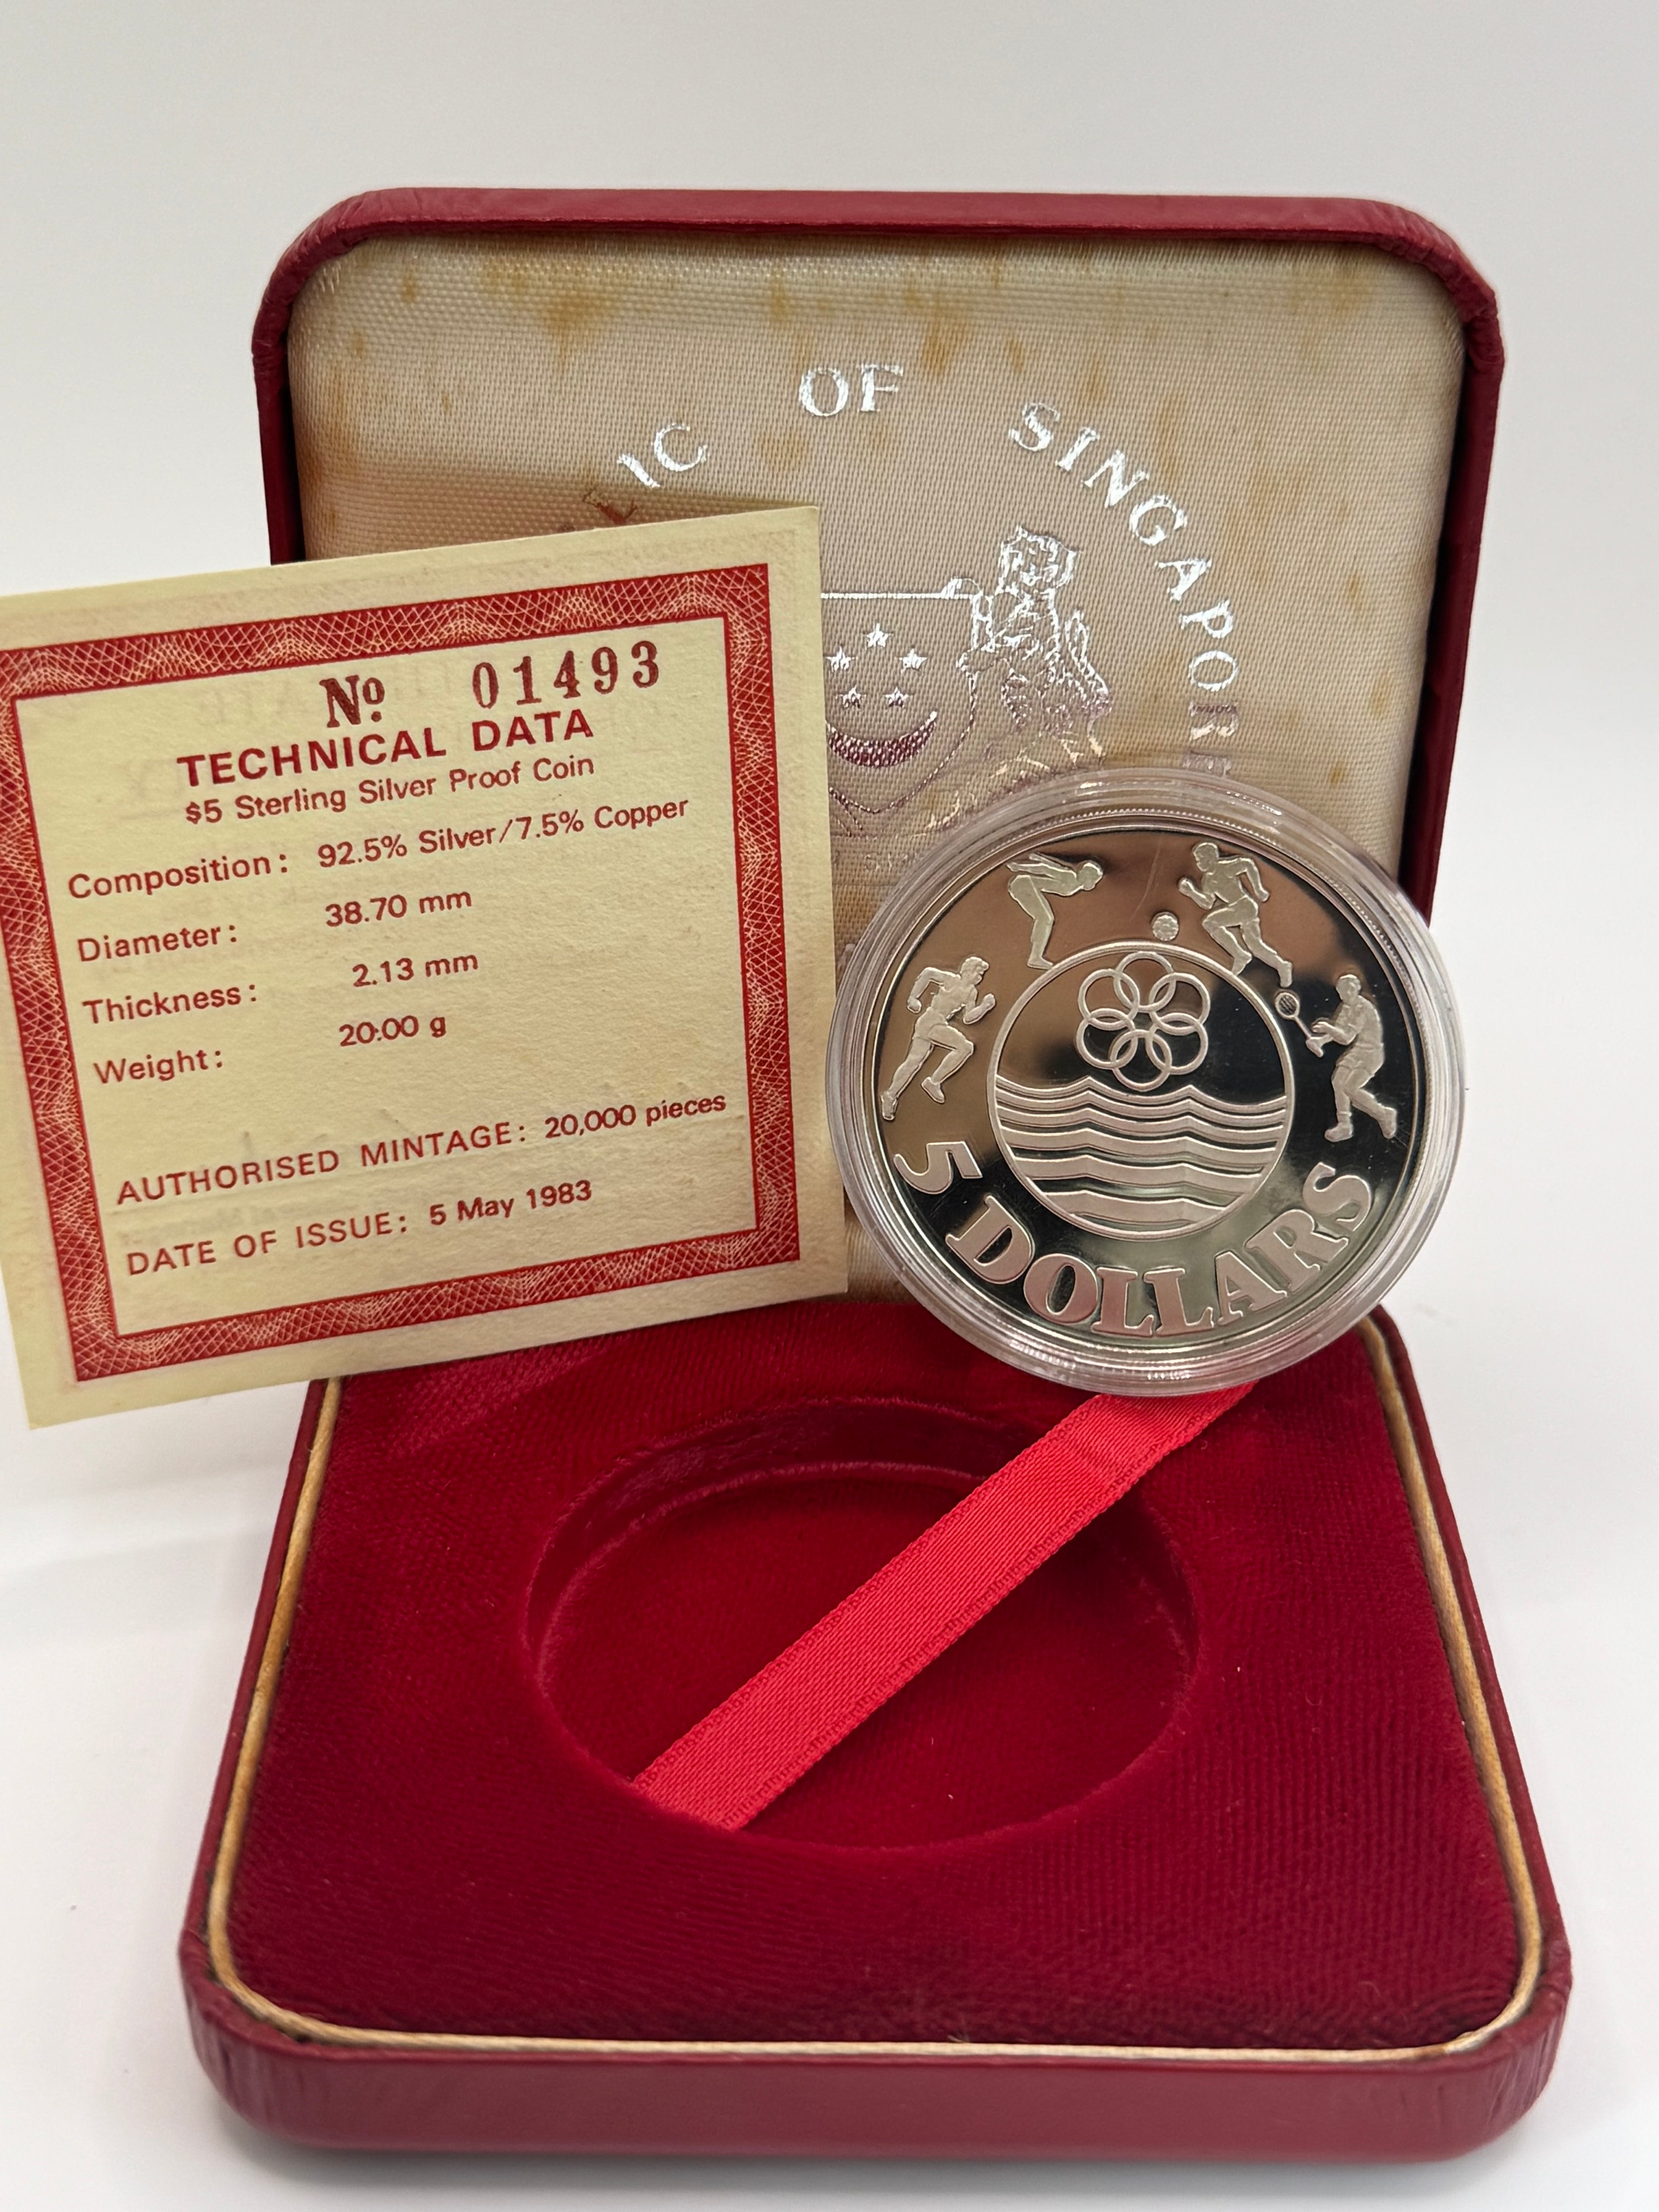 LIC OF SINGAPORE
No. 01493
TECHNICAL DATA
$5 Sterling Silver Proof Coin
Composition: 92.5% Silver/7.5% Copper
Diameter: 38.70 mm
Thickness: 2.13 mm
Weight: 20.00 g
AUTHORISED MINTAGE: 20,000 pieces
DATE OF ISSUE: 5 May 1983
5 DOLLARS